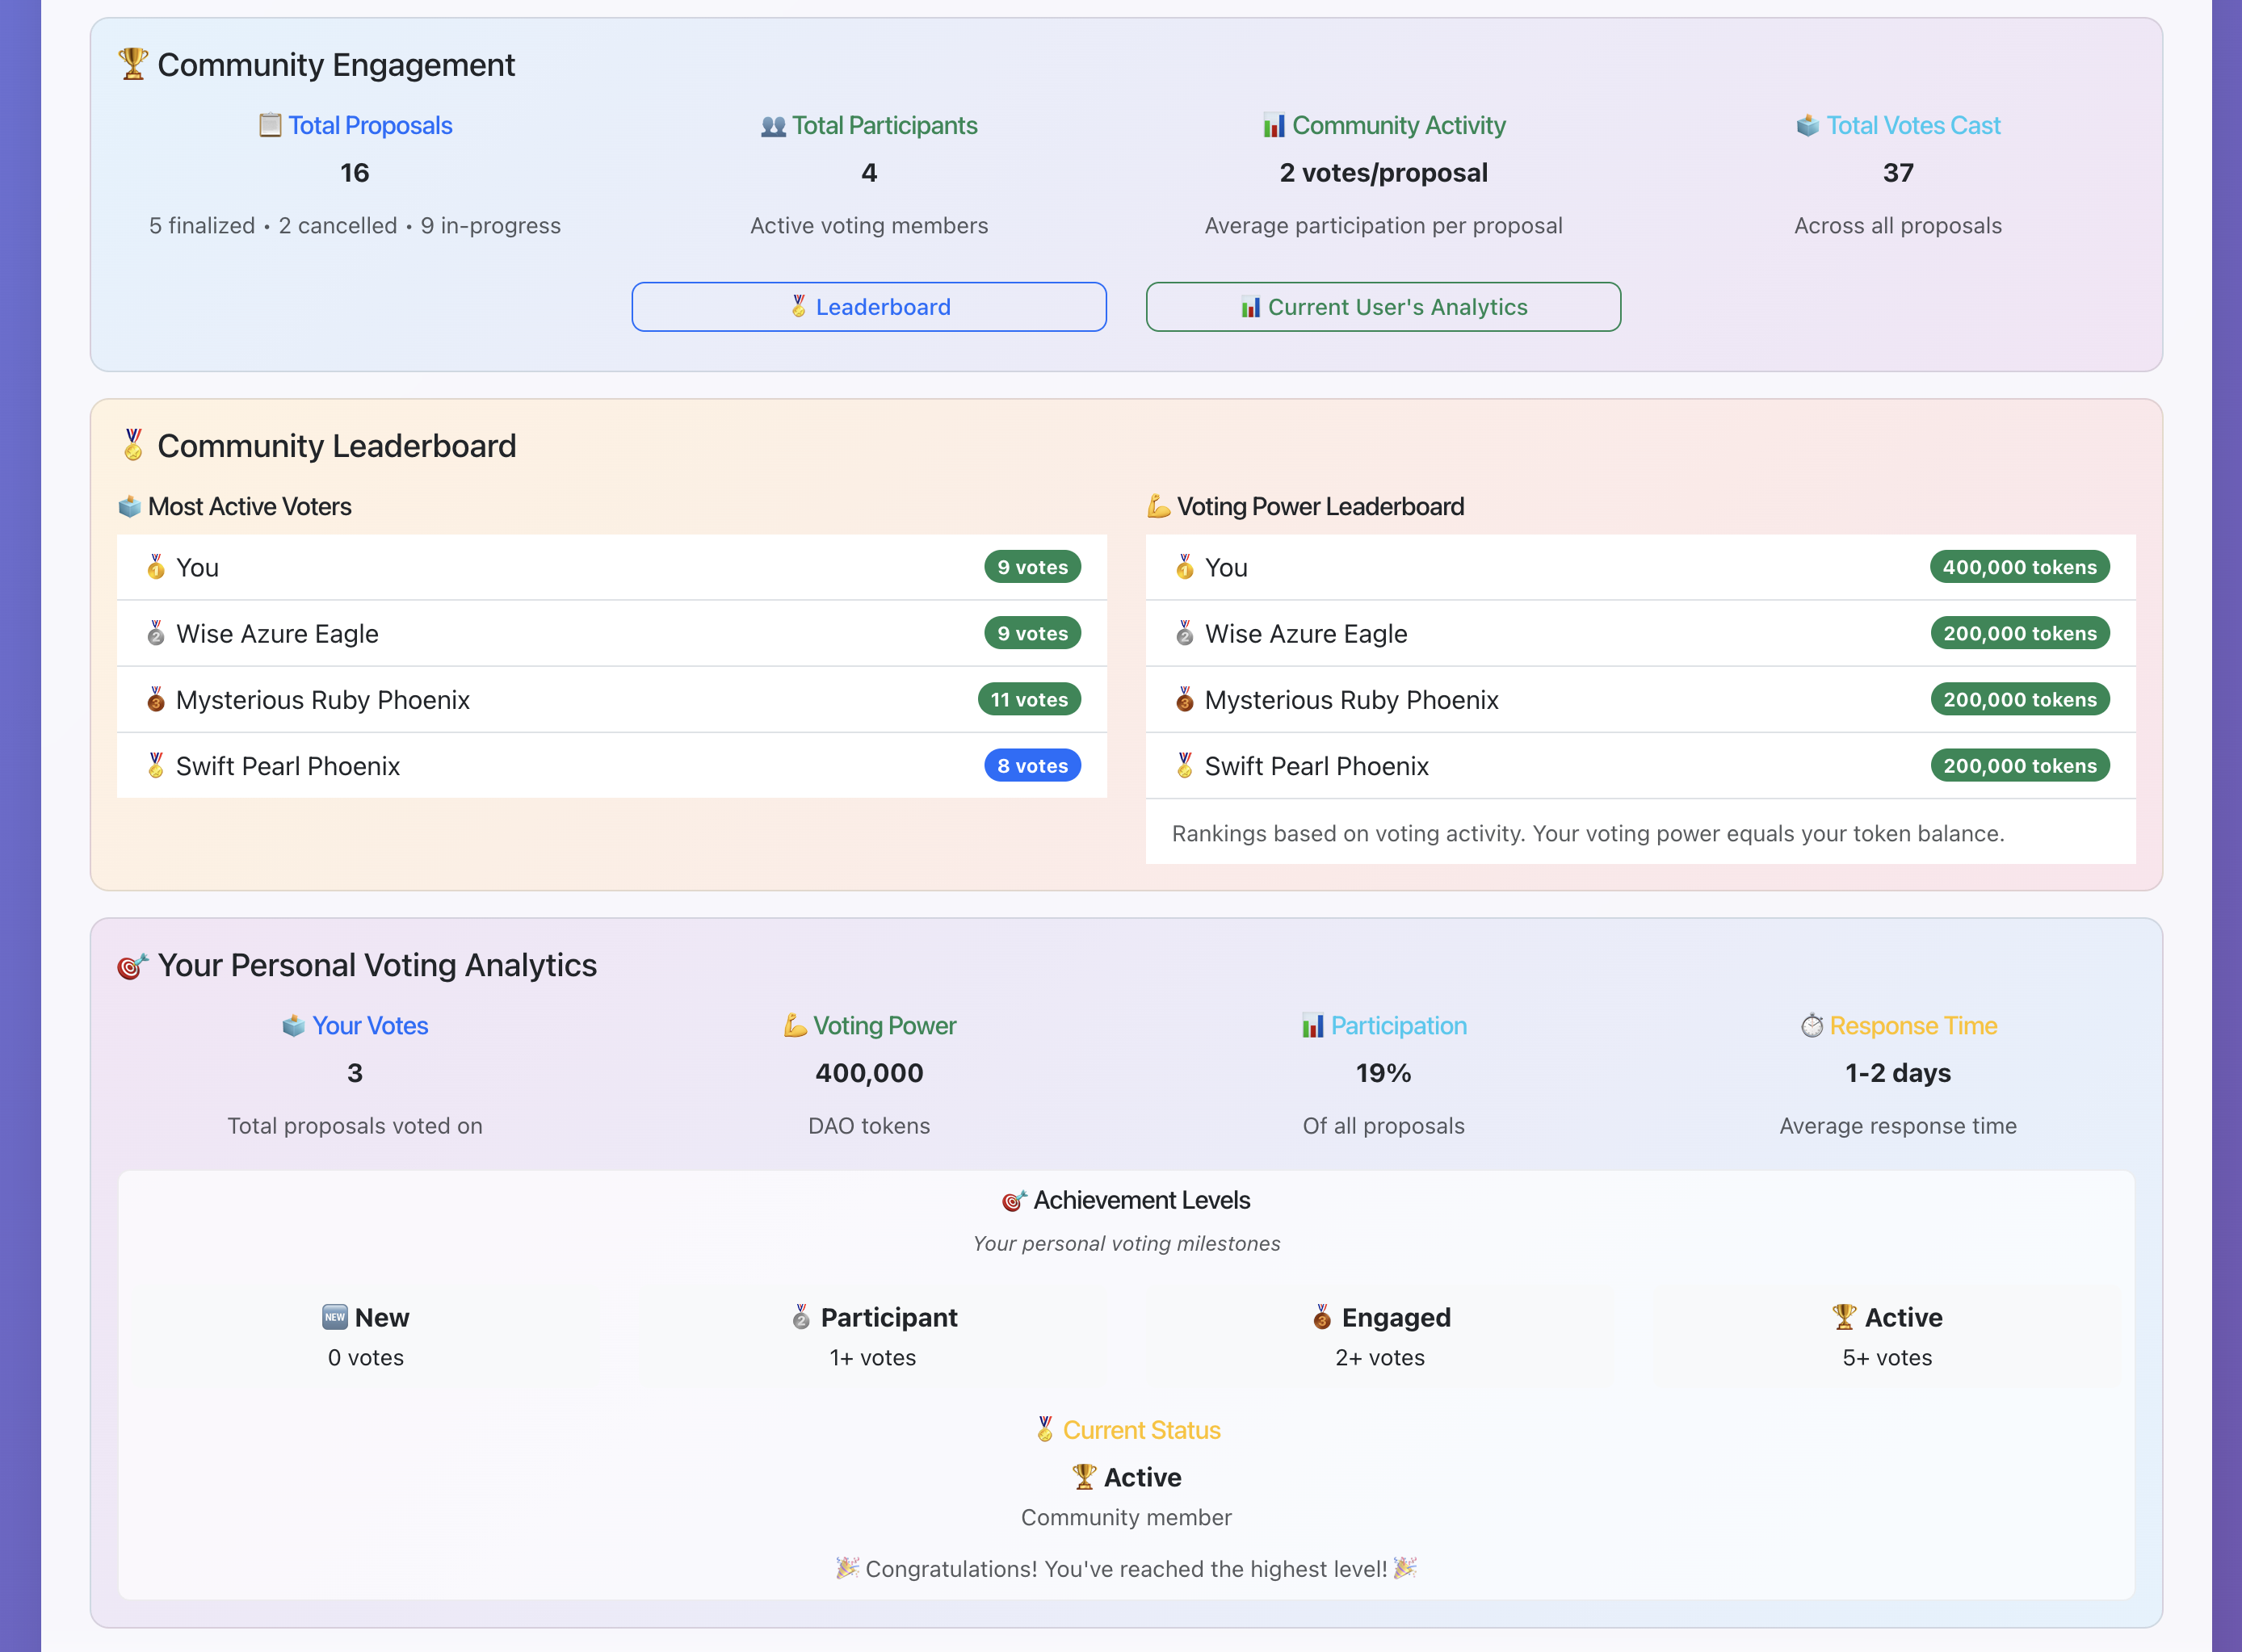 🏆 Community Engagement
📋 Total Proposals
16
5 finalized • 2 cancelled • 9 in-progress
👥 Total Participants
4
Active voting members
📊 Community Activity
2 votes/proposal
Average participation per proposal
🗳️ Total Votes Cast
37
Across all proposals
🏅 Leaderboard
📊 Current User's Analytics
🏅 Community Leaderboard
🗳️ Most Active Voters
🥇 You 9 votes
🥈 Wise Azure Eagle 9 votes
🥉 Mysterious Ruby Phoenix 11 votes
🏅 Swift Pearl Phoenix 8 votes
💪 Voting Power Leaderboard
🥇 You 400,000 tokens
🥈 Wise Azure Eagle 200,000 tokens
🥉 Mysterious Ruby Phoenix 200,000 tokens
🏅 Swift Pearl Phoenix 200,000 tokens
Rankings based on voting activity. Your voting power equals your token balance.
🎯 Your Personal Voting Analytics
🗳️ Your Votes
3
Total proposals voted on
💪 Voting Power
400,000
DAO tokens
📊 Participation
19%
Of all proposals
⏱️ Response Time
1-2 days
Average response time
🎯 Achievement Levels
Your personal voting milestones
🆕 New
0 votes
🥈 Participant
1+ votes
🥉 Engaged
2+ votes
🏆 Active
5+ votes
🏅 Current Status
🏆 Active
Community member
🎉 Congratulations! You've reached the highest level! 🎉